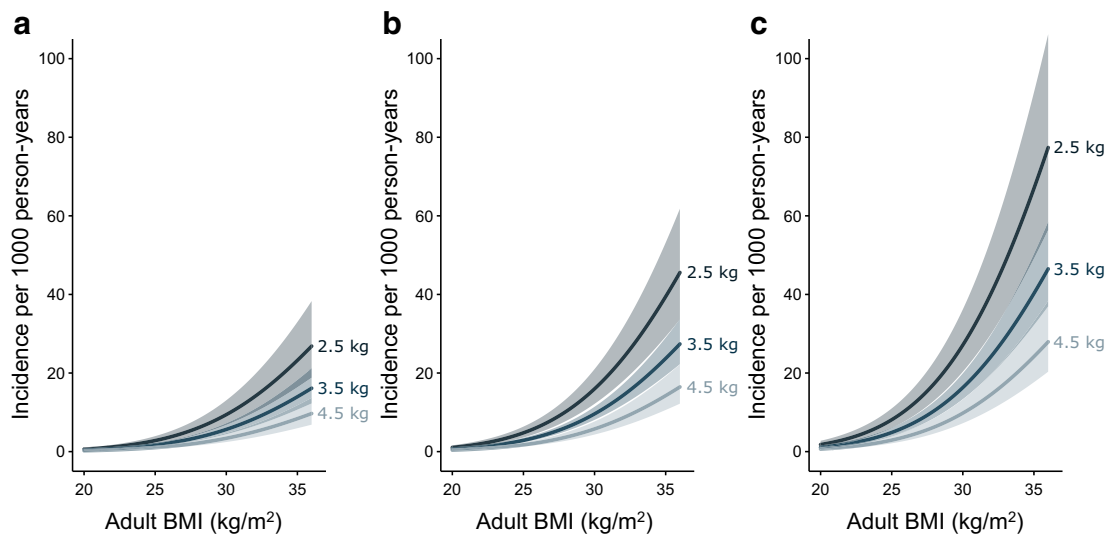 a
Incidence per 1000 person-years
100
80
60
40
20
0
2.5 kg
3.5 kg
4.5 kg
20 25 30 35
Adult BMI (kg/m²)
b
Incidence per 1000 person-years
100
80
60
40
20
0
2.5 kg
3.5 kg
4.5 kg
20 25 30 35
Adult BMI (kg/m²)
c
Incidence per 1000 person-years
100
80
60
40
20
0
2.5 kg
3.5 kg
4.5 kg
20 25 30 35
Adult BMI (kg/m²)